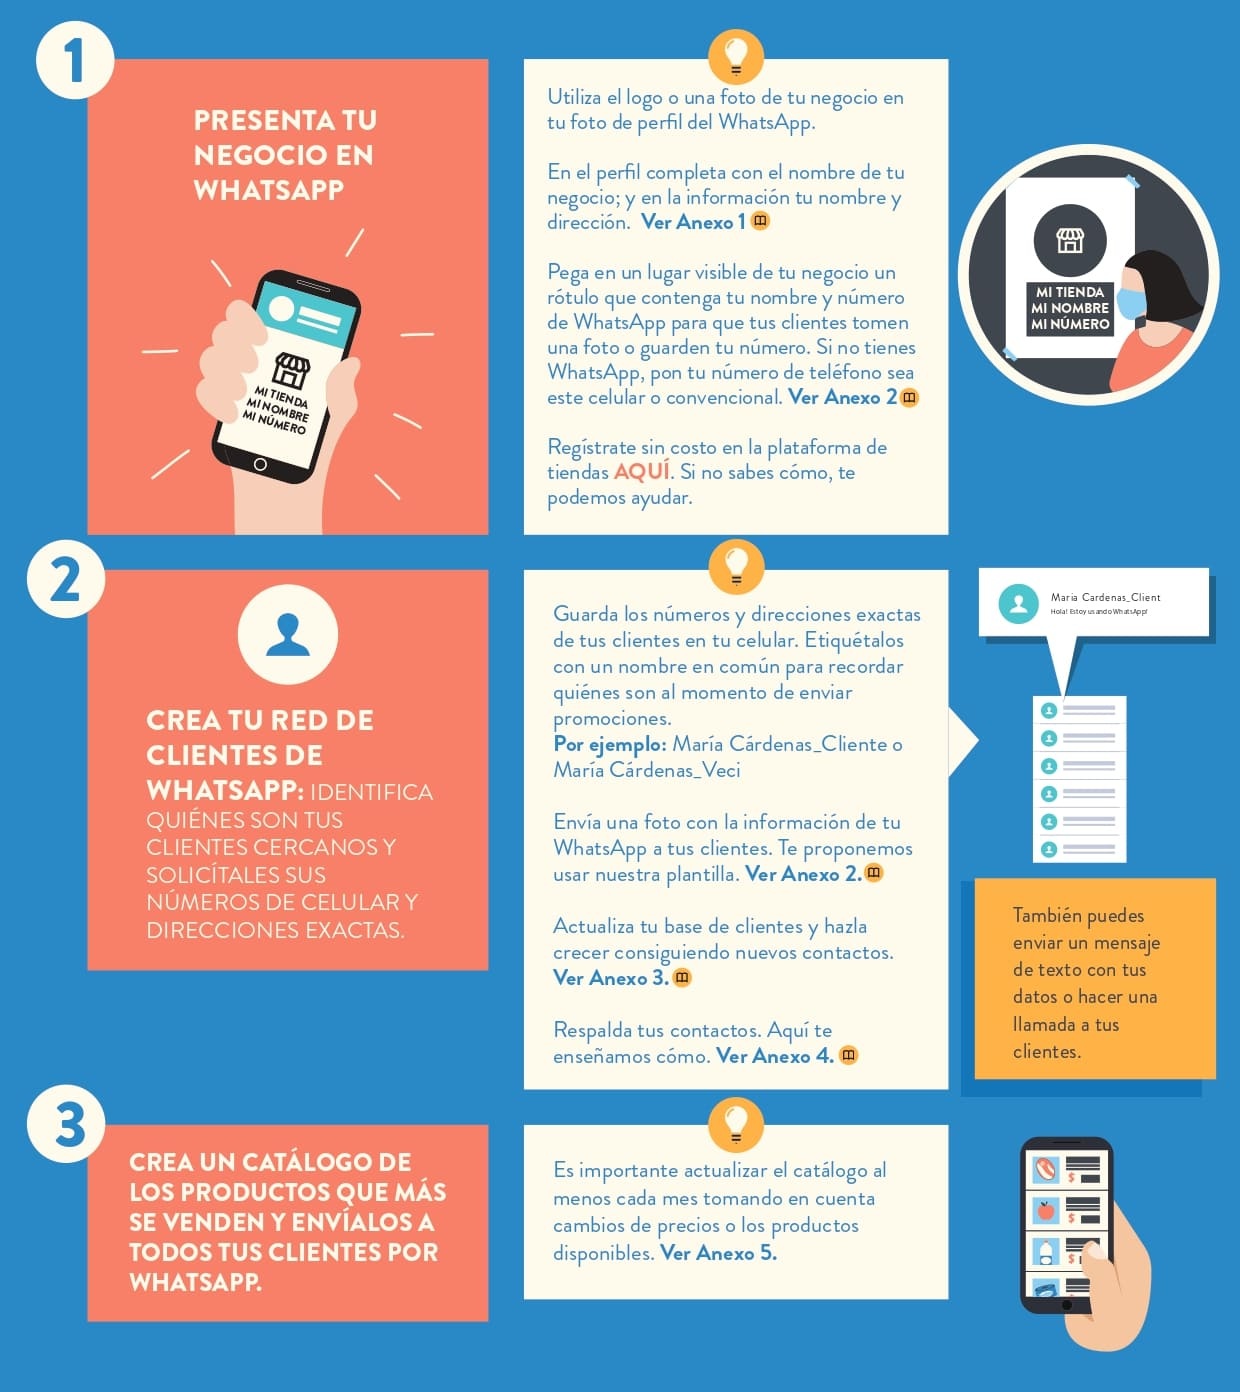 1
PRESENTA TU
NEGOCIO EN
WHATSAPP
MI TIENDA
MI NOMBRE
MI NÚMERO
Utiliza el logo o una foto de tu negocio en
tu foto de perfil del WhatsApp.
En el perfil completa con el nombre de tu
negocio; y en la información tu nombre y
dirección. Ver Anexo 1
Pega en un lugar visible de tu negocio un
rótulo que contenga tu nombre y número
de WhatsApp para que tus clientes tomen
una foto o guarden tu número. Si no tienes
WhatsApp, pon tu número de teléfono sea
este celular o convencional. Ver Anexo 2
Regístrate sin costo en la plataforma de
tiendas AQUÍ. Si no sabes cómo, te
podemos ayudar.
MI TIENDA
MI NOMBRE
MI NÚMERO
2
CREA TU RED DE
CLIENTES DE
WHATSAPP: IDENTIFICA
QUIÉNES SON TUS
CLIENTES CERCANOS Y
SOLICÍTALES SUS
NÚMEROS DE CELULAR Y
DIRECCIONES EXACTAS.
Guarda los números y direcciones exactas
de tus clientes en tu celular. Etiquétalos
con un nombre en común para recordar
quiénes son al momento de enviar
promociones.
Por ejemplo: María Cárdenas_Cliente o
María Cárdenas_Veci
Envía una foto con la información de tu
WhatsApp a tus clientes. Te proponemos
usar nuestra plantilla. Ver Anexo 2.
Actualiza tu base de clientes y hazla
crecer consiguiendo nuevos contactos.
Ver Anexo 3.
Respalda tus contactos. Aquí te
enseñamos cómo. Ver Anexo 4.
Maria Cardenas_Client
Hola! Estoy usando WhatsApp!
También puedes
enviar un mensaje
de texto con tus
datos o hacer una
llamada a tus
clientes.
3
CREA UN CATÁLOGO DE
LOS PRODUCTOS QUE MÁS
SE VENDEN Y ENVÍALOS A
TODOS TUS CLIENTES POR
WHATSAPP.
Es importante actualizar el catálogo al
menos cada mes tomando en cuenta
cambios de precios o los productos
disponibles. Ver Anexo 5.
$
$
$